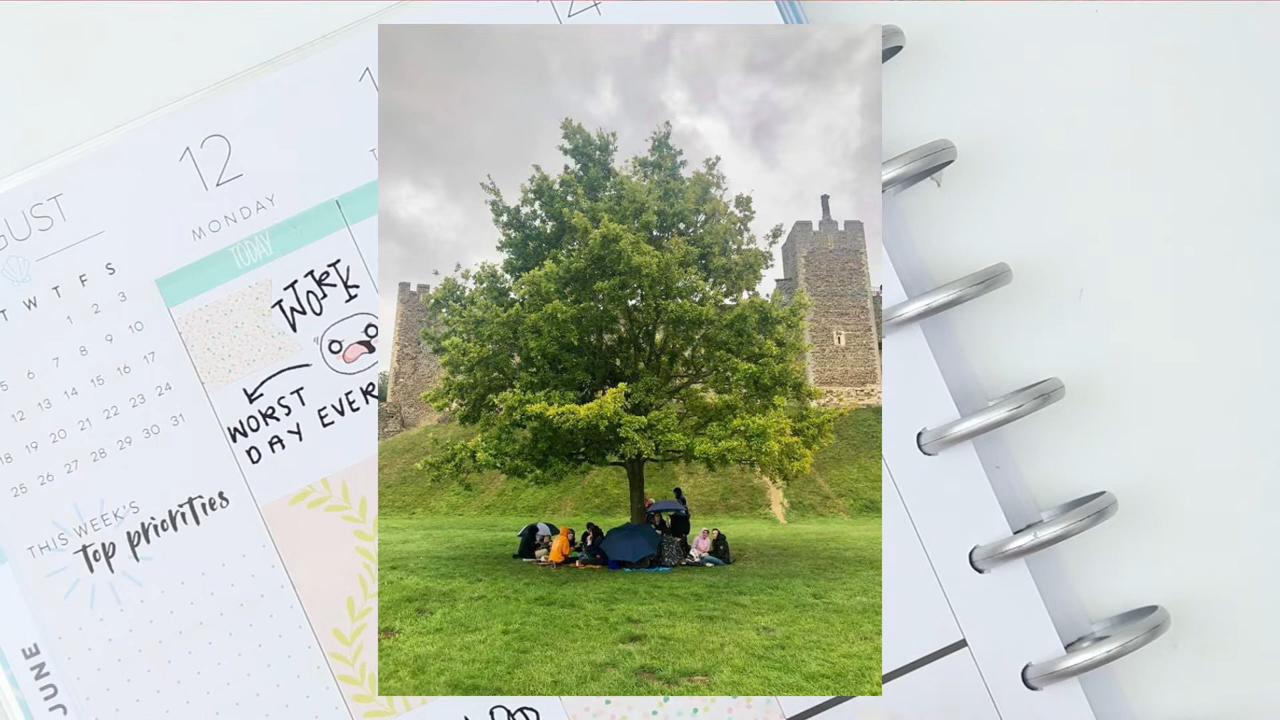 14
12
MONDAY
TODAY
WORK
WORST
DAY EVER
GUST
T W T F S
1 2 3
5 6 7 8 9 10
12 13 14 15 16 17
18 19 20 21 22 23 24
25 26 27 28 29 30 31
THIS WEEK'S
top priorities
JUNE